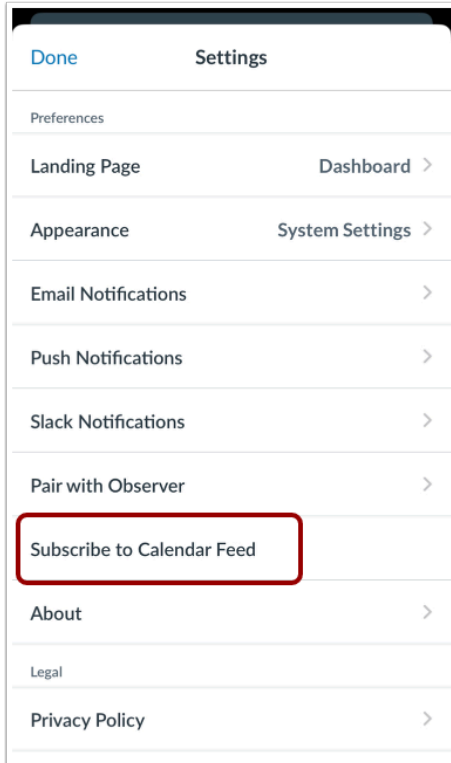 Done Settings
Preferences
Landing Page Dashboard
Appearance System Settings
Email Notifications
Push Notifications
Slack Notifications
Pair with Observer
Subscribe to Calendar Feed
About
Legal
Privacy Policy